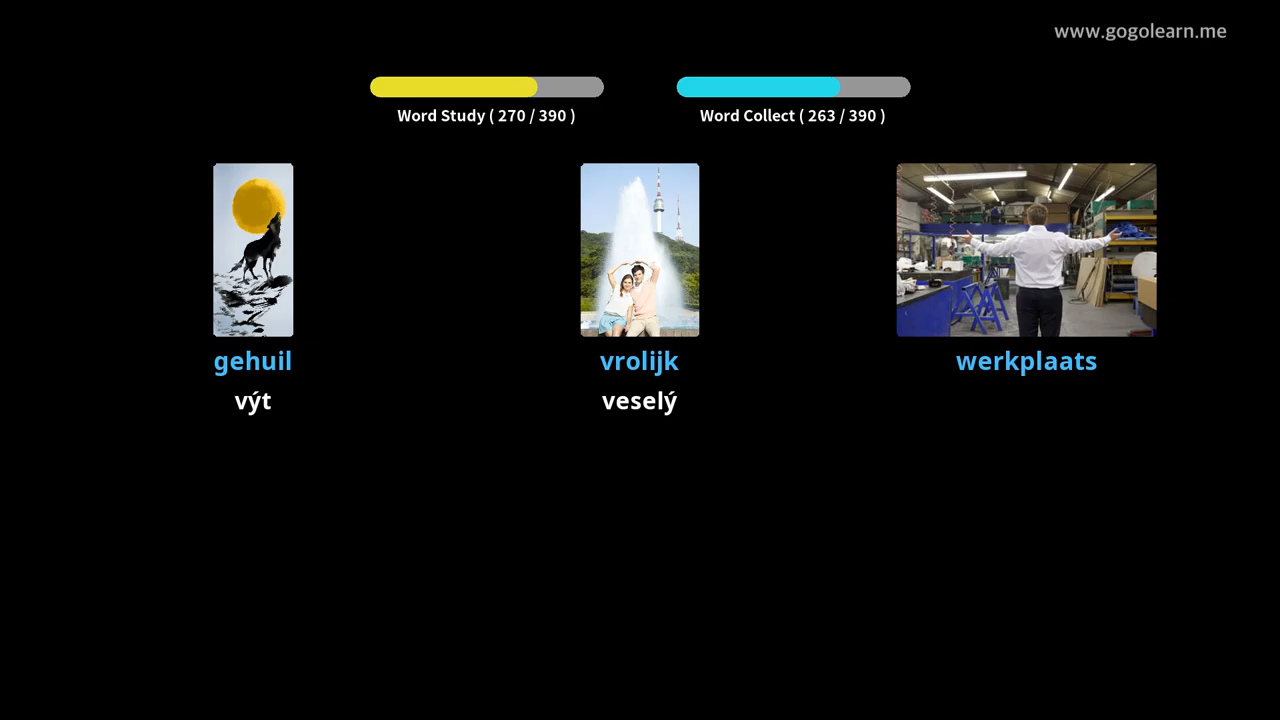 www.gogolearn.me
Word Study ( 270 / 390 )
Word Collect ( 263 / 390 )
gehuil
vrolijk
werkplaats
výt
veselý